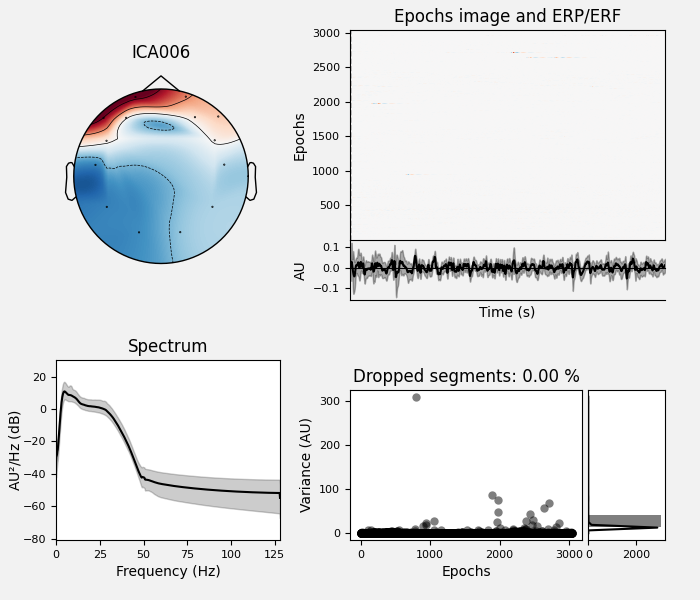 ICA006
Epochs image and ERP/ERF
3000
2500
2000
1500
1000
500
Epochs
0.1
0.0
−0.1
AU
Time (s)
Spectrum
20
0
−20
−40
−60
−80
AU²/Hz (dB)
0 25 50 75 100 125
Frequency (Hz)
Dropped segments: 0.00 %
300
200
100
0
Variance (AU)
0 1000 2000 3000
Epochs
0 2000